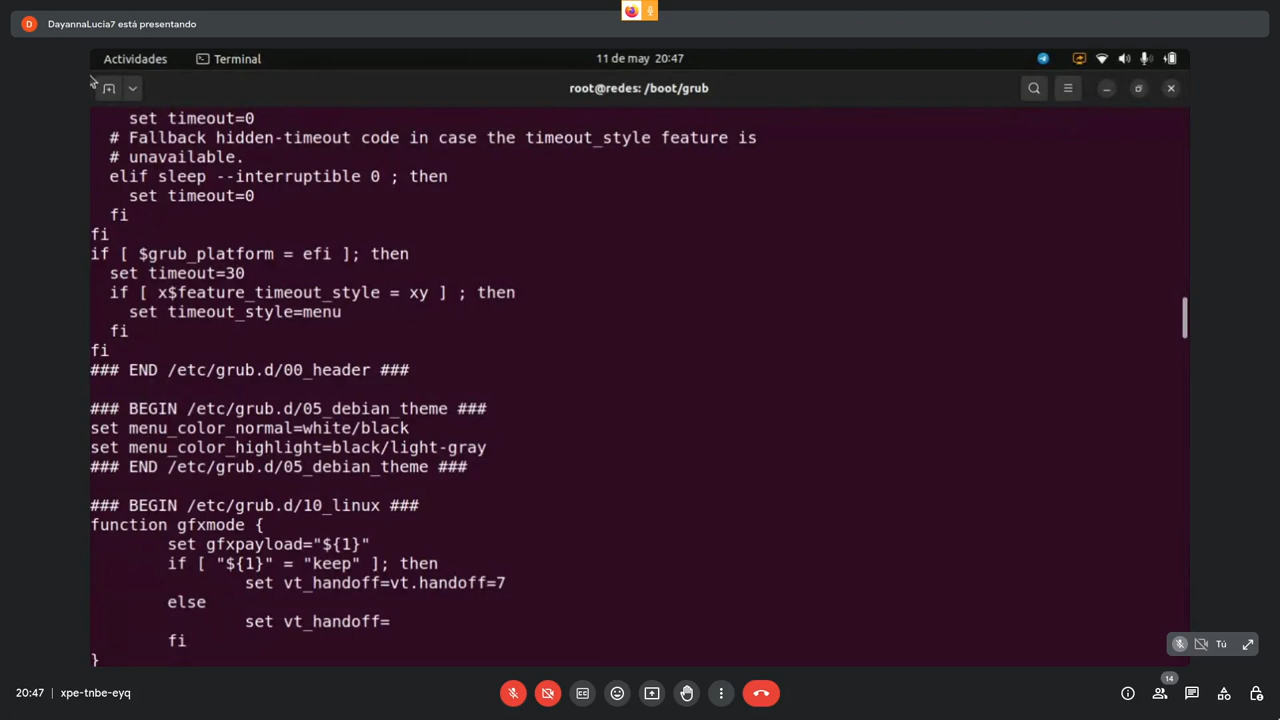 D DayannaLucia7 está presentando
Actividades Terminal 11 de may 20:47
root@redes: /boot/grub
set timeout=0
# Fallback hidden-timeout code in case the timeout_style feature is
# unavailable.
elif sleep --interruptible 0 ; then
set timeout=0
fi
fi
if [ $grub_platform = efi ]; then
set timeout=30
if [ x$feature_timeout_style = xy ] ; then
set timeout_style=menu
fi
fi
### END /etc/grub.d/00_header ###
### BEGIN /etc/grub.d/05_debian_theme ###
set menu_color_normal=white/black
set menu_color_highlight=black/light-gray
### END /etc/grub.d/05_debian_theme ###
### BEGIN /etc/grub.d/10_linux ###
function gfxmode {
set gfxpayload="${1}"
if [ "${1}" = "keep" ]; then
set vt_handoff=vt.handoff=7
else
set vt_handoff=
fi
}
Tú
20:47 | xpe-tnbe-eyq
14